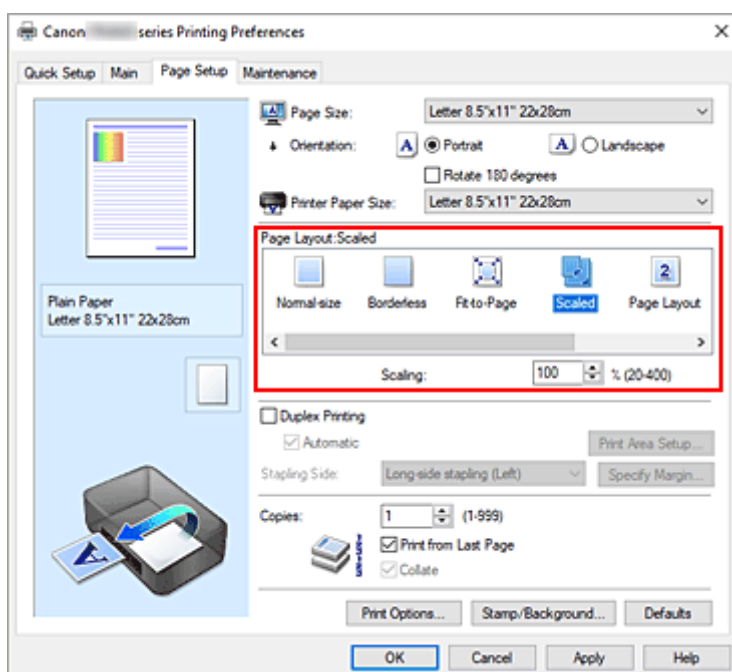 Canon series Printing Preferences
Quick Setup Main Page Setup Maintenance
Page Size: Letter 8.5"x11" 22x28cm
Orientation: A Portrait A Landscape
Rotate 180 degrees
Printer Paper Size: Letter 8.5"x11" 22x28cm
Page Layout:Scaled
2
Normal-size Borderless Fit-to-Page Scaled Page Layout
Scaling: 100 % (20-400)
Plain Paper
Letter 8.5"x11" 22x28cm
Duplex Printing
Automatic Print Area Setup...
Stapling Side: Long-side stapling (Left) Specify Margin...
Copies: 1 (1-999)
Print from Last Page
Collate
A
Print Options... Stamp/Background... Defaults
OK Cancel Apply Help